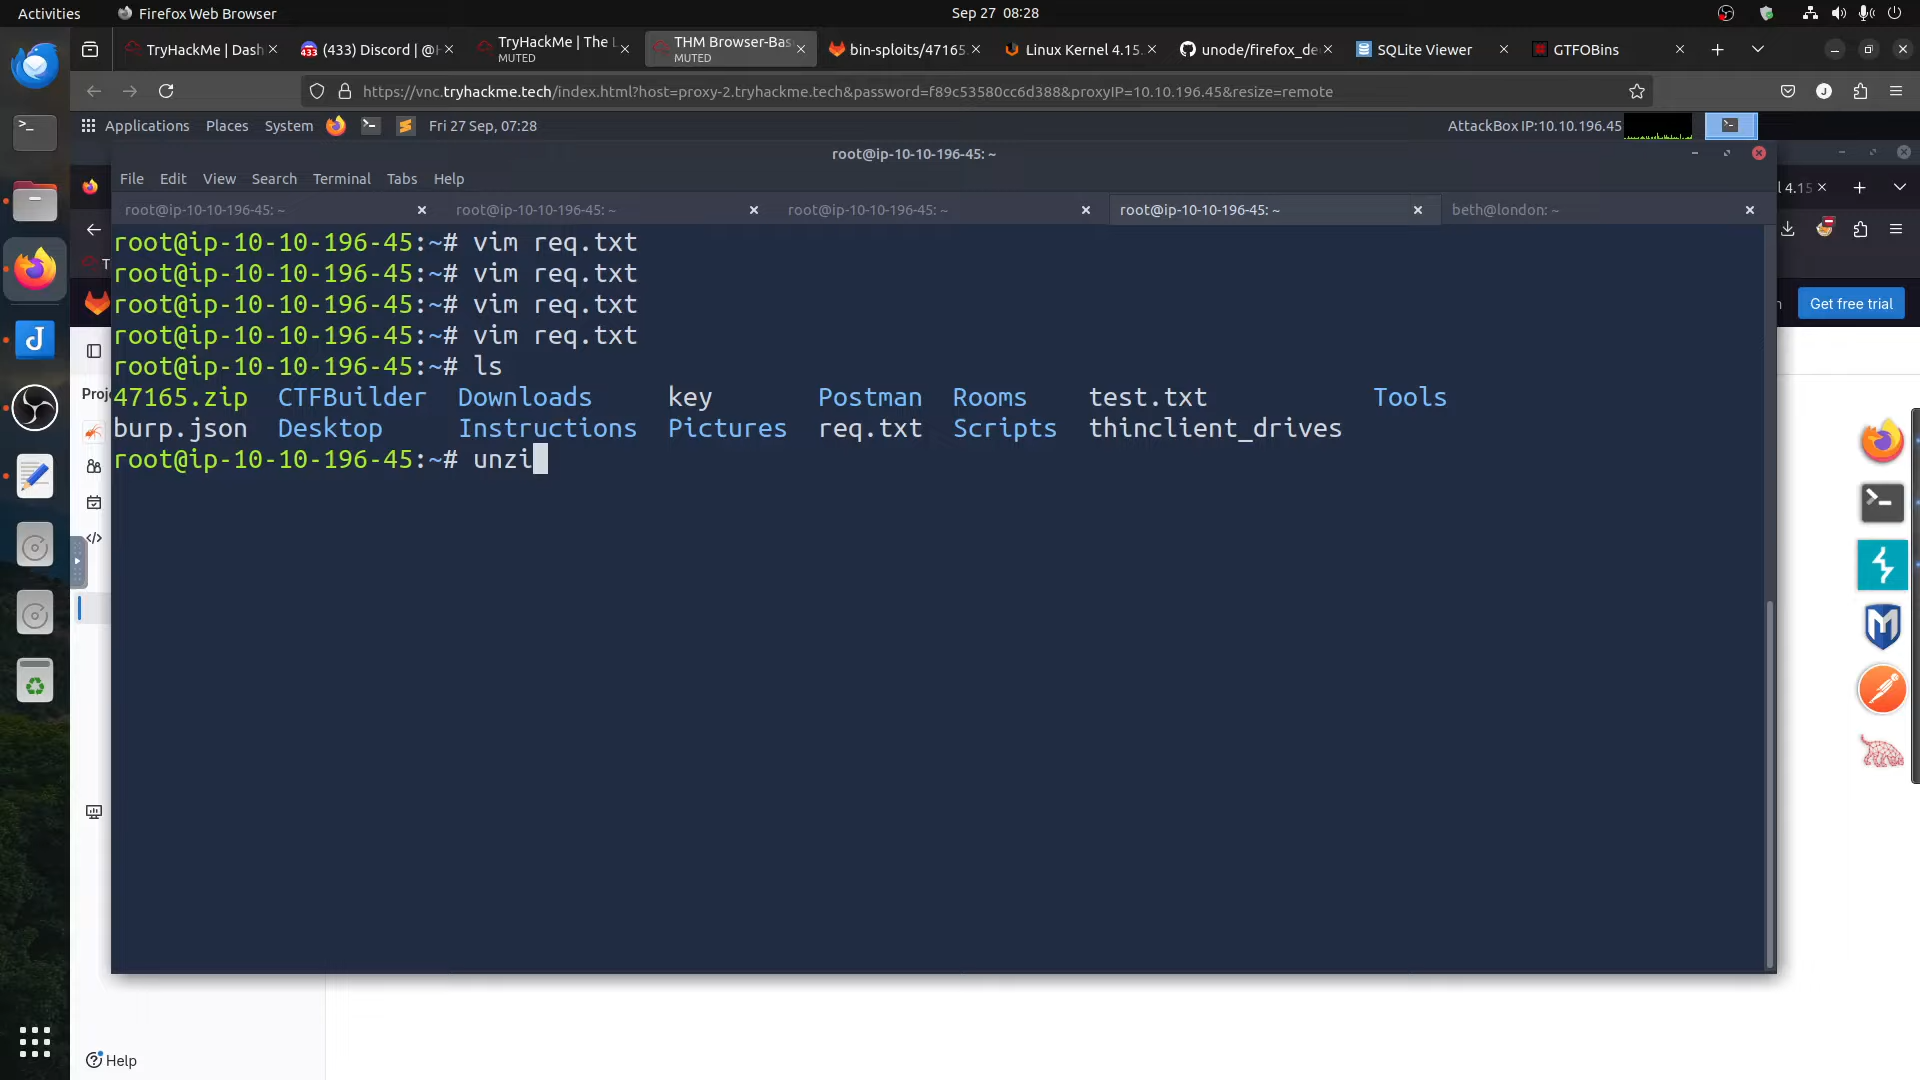 Activities
Firefox Web Browser
Sep 27 08:28
TryHackMe | Dash
(433) Discord | @H
TryHackMe | The L
MUTED
THM Browser-Bas
MUTED
bin-sploits/47165.
Linux Kernel 4.15.
unode/firefox_de
SQLite Viewer
GTFOBins
https://vnc.tryhackme.tech/index.html?host=proxy-2.tryhackme.tech&password=f89c53580cc6d388&proxyIP=10.10.196.45&resize=remote
Applications Places System
Fri 27 Sep, 07:28
AttackBox IP:10.10.196.45
root@ip-10-10-196-45: ~
File Edit View Search Terminal Tabs Help
l 4.15
root@ip-10-10-196-45: ~
root@ip-10-10-196-45: ~
root@ip-10-10-196-45: ~
root@ip-10-10-196-45: ~
beth@london: ~
root@ip-10-10-196-45:~# vim req.txt
root@ip-10-10-196-45:~# vim req.txt
root@ip-10-10-196-45:~# vim req.txt
root@ip-10-10-196-45:~# vim req.txt
root@ip-10-10-196-45:~# ls
47165.zip CTFBuilder Downloads key Postman Rooms test.txt Tools
burp.json Desktop Instructions Pictures req.txt Scripts thinclient_drives
root@ip-10-10-196-45:~# unzi
Get free trial
Proj
Help